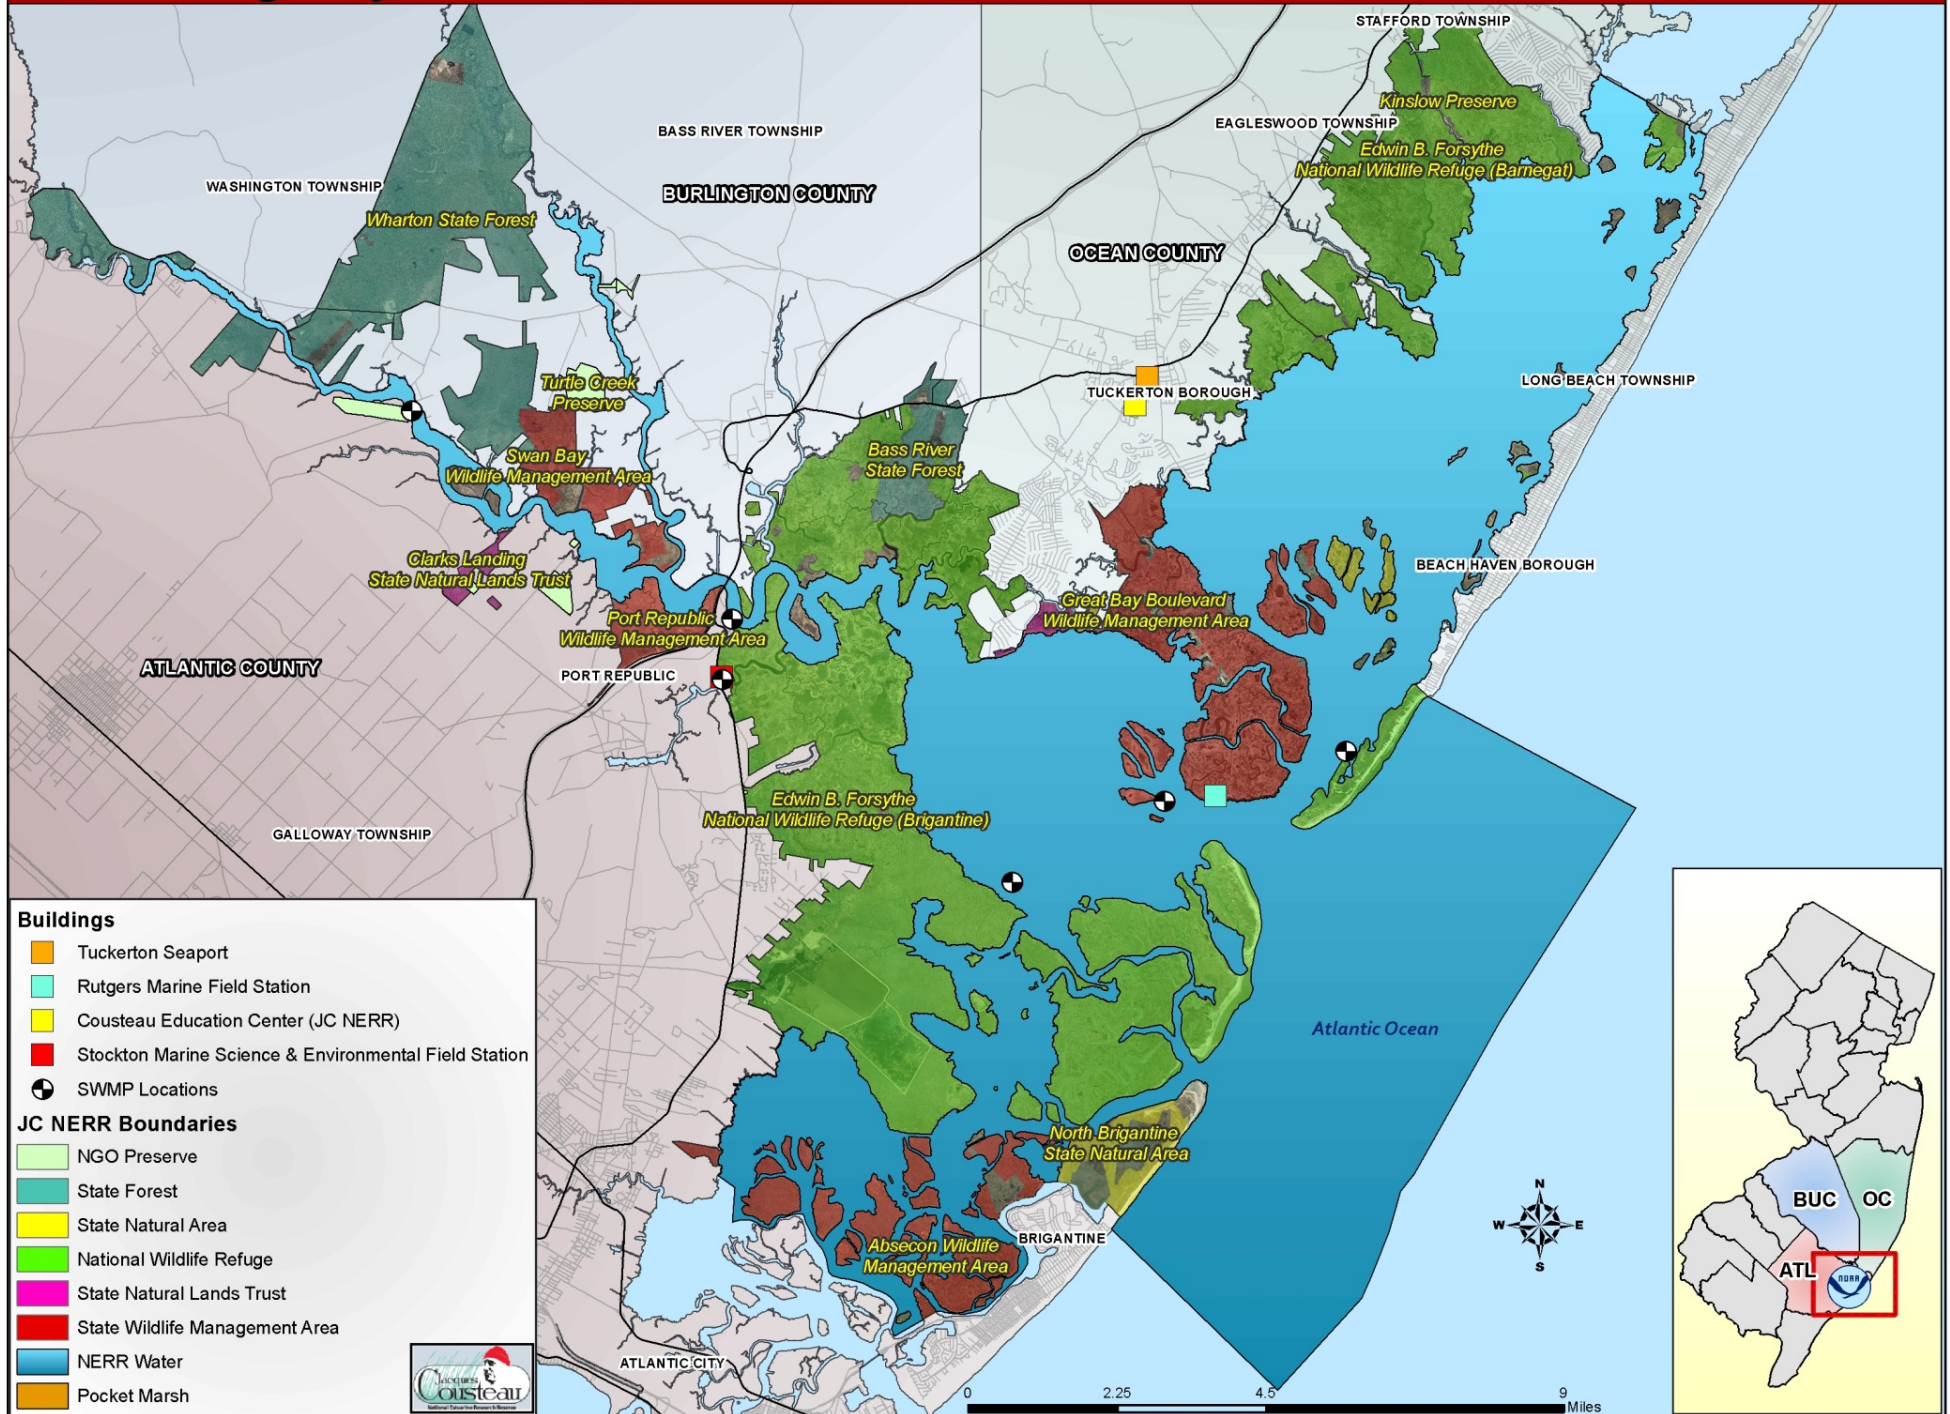 STAFFORD TOWNSHIP
Kinslow Preserve
EAGLESWOOD TOWNSHIP
BASS RIVER TOWNSHIP
Edwin B. Forsythe
National Wildlife Refuge (Barnegat)
WASHINGTON TOWNSHIP
BURLINGTON COUNTY
Wharton State Forest
OCEAN COUNTY
Turtle Creek
Preserve
TUCKERTON BOROUGH
LONG BEACH TOWNSHIP
Swan Bay
Wildlife Management Area
Bass River
State Forest
Clarks Landing
State Natural Lands Trust
BEACH HAVEN BOROUGH
Port Republic
Wildlife Management Area
Great Bay Boulevard
Wildlife Management Area
ATLANTIC COUNTY
PORT REPUBLIC
Edwin B. Forsythe
National Wildlife Refuge (Brigantine)
GALLOWAY TOWNSHIP
Atlantic Ocean
North Brigantine
State Natural Area
BRIGANTINE
Absecon Wildlife
Management Area
ATLANTIC CITY
Buildings
Tuckerton Seaport
Rutgers Marine Field Station
Cousteau Education Center (JC NERR)
Stockton Marine Science & Environmental Field Station
SWMP Locations
JC NERR Boundaries
NGO Preserve
State Forest
State Natural Area
National Wildlife Refuge
State Natural Lands Trust
State Wildlife Management Area
NERR Water
Pocket Marsh
Jacques
Cousteau
National Estuarine Research Reserve
N
W E
S
0 2.25 4.5 9
Miles
BUC OC
ATL
NOAA